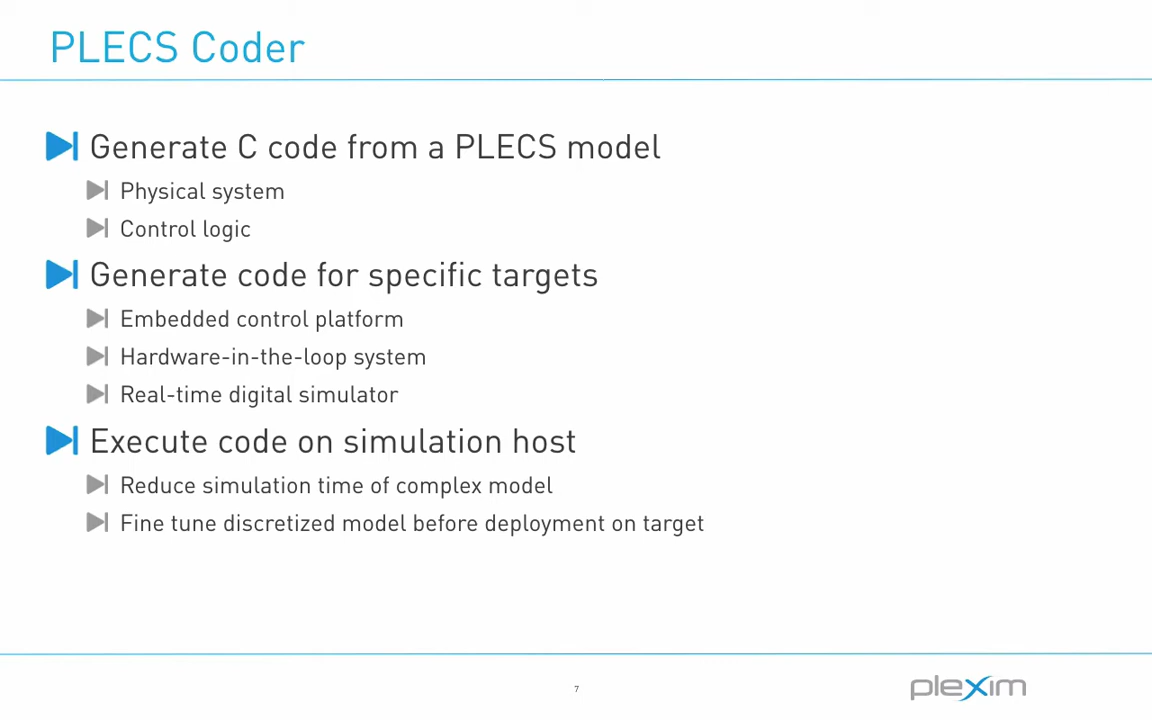 PLECS Coder
Generate C code from a PLECS model
Physical system
Control logic
Generate code for specific targets
Embedded control platform
Hardware-in-the-loop system
Real-time digital simulator
Execute code on simulation host
Reduce simulation time of complex model
Fine tune discretized model before deployment on target
7
plexim